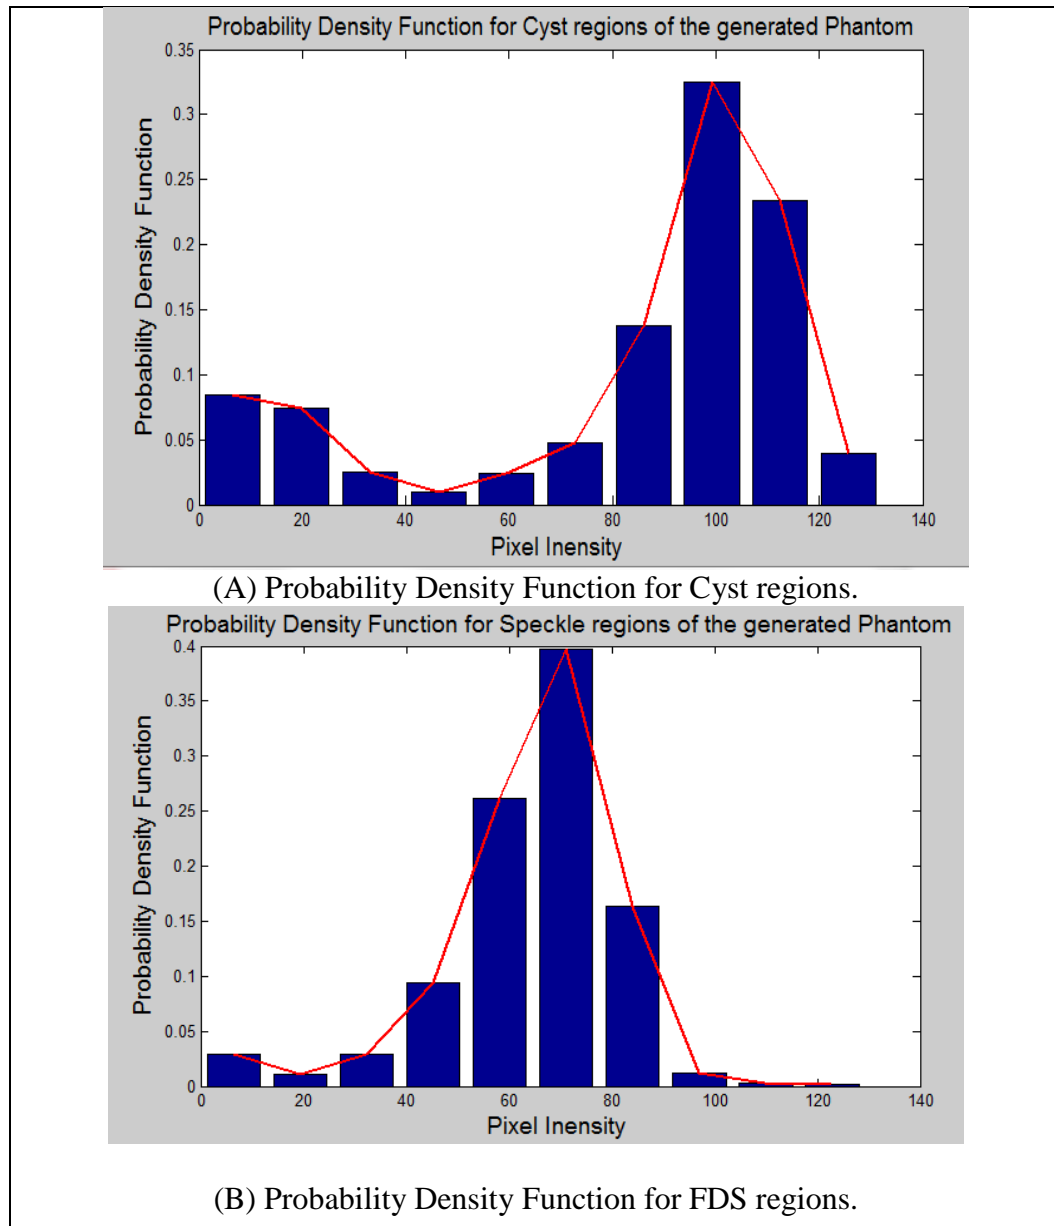 Probability Density Function for Cyst regions of the generated Phantom
Probability Density Function
0.35
0.3
0.25
0.2
0.15
0.1
0.05
0
0 20 40 60 80 100 120 140
Pixel Inensity
(A) Probability Density Function for Cyst regions.
Probability Density Function for Speckle regions of the generated Phantom
Probability Density Function
0.4
0.35
0.3
0.25
0.2
0.15
0.1
0.05
0
0 20 40 60 80 100 120 140
Pixel Inensity
(B) Probability Density Function for FDS regions.